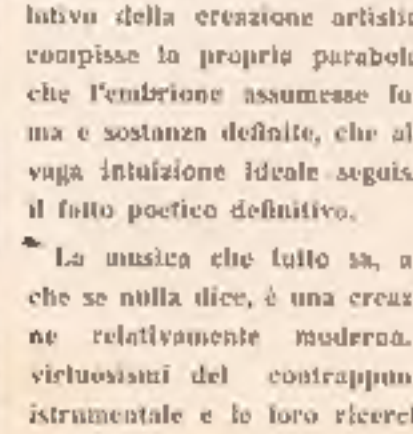 lativo della creazione artistic
compisse la propria parabola
che l'embrione assumesse fo
ma e sostanza definite, che al
vaga intuizione ideale seguis
il fatto poetico definitivo.
La musica che tutto sa, a
che se nulla dice, è una creaz
ne relativamente moderna.
virtuosismi del contrappun
istrumentale e le loro ricerc